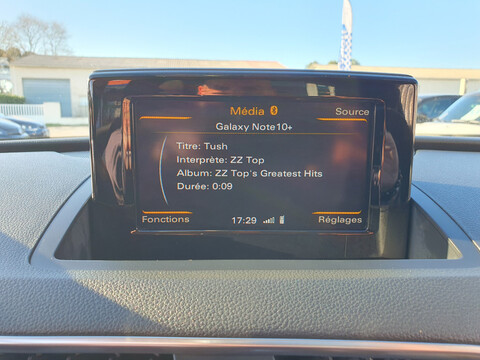 Média
Source
Galaxy Note10+
Titre: Tush
Interprète: ZZ Top
Album: ZZ Top's Greatest Hits
Durée: 0:09
Fonctions
17:29
Réglages